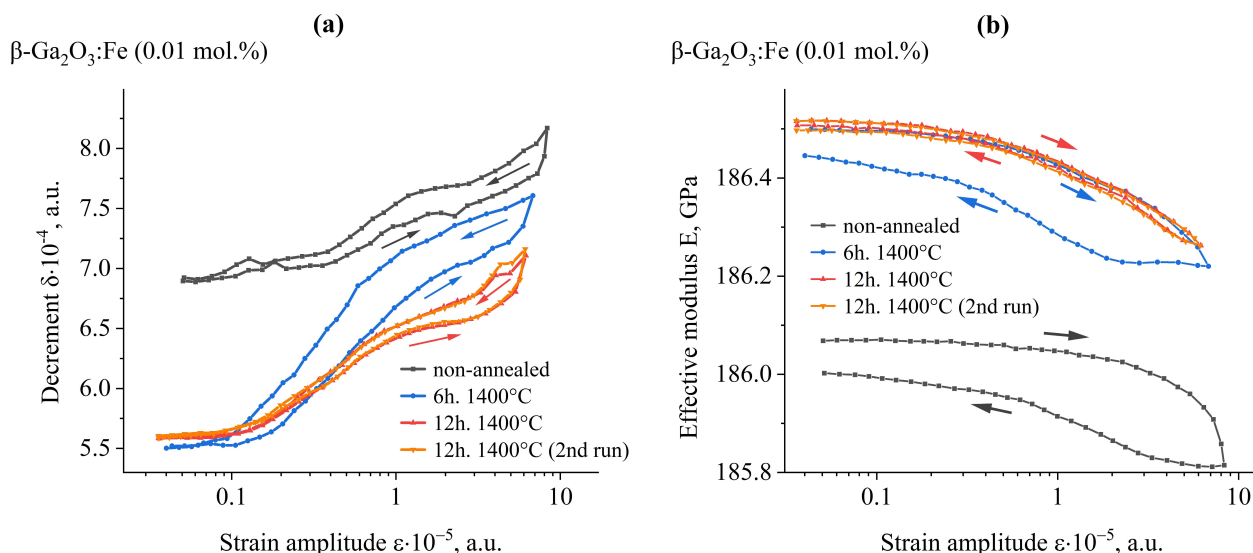 (a)
β-Ga₂O₃:Fe (0.01 mol.%)
Decrement δ·10⁻⁴, a.u.
8.0
7.5
7.0
6.5
6.0
5.5
non-annealed
6h. 1400°C
12h. 1400°C
12h. 1400°C (2nd run)
0.1
1
10
Strain amplitude ε·10⁻⁵, a.u.
(b)
β-Ga₂O₃:Fe (0.01 mol.%)
Effective modulus E, GPa
186.4
186.2
186.0
185.8
non-annealed
6h. 1400°C
12h. 1400°C
12h. 1400°C (2nd run)
0.1
1
10
Strain amplitude ε·10⁻⁵, a.u.